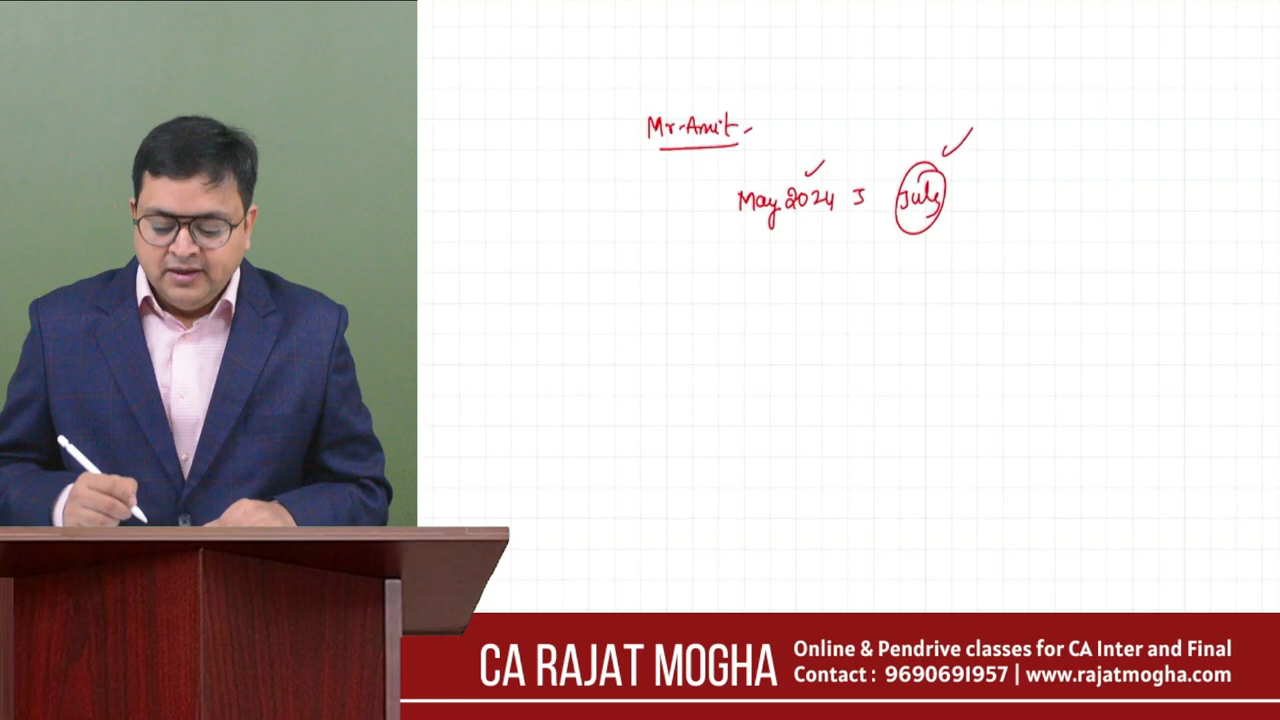 Mr. Amit -
May 2024 : July
CA RAJAT MOGHA
Online & Pendrive classes for CA Inter and Final
Contact : 9690691957 | www.rajatmogha.com